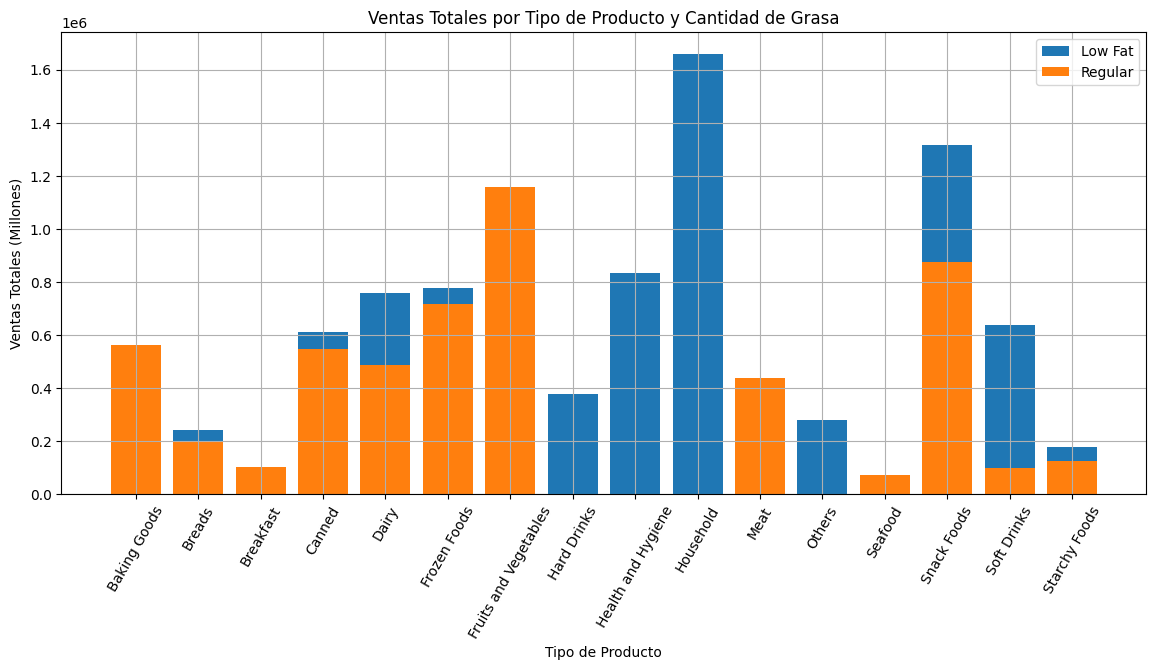 Ventas Totales por Tipo de Producto y Cantidad de Grasa
1e6
Low Fat
Regular
Ventas Totales (Millones)
1.6
1.4
1.2
1.0
0.8
0.6
0.4
0.2
0.0
Baking Goods
Breads
Breakfast
Canned
Dairy
Frozen Foods
Fruits and Vegetables
Hard Drinks
Health and Hygiene
Household
Meat
Others
Seafood
Snack Foods
Soft Drinks
Starchy Foods
Tipo de Producto